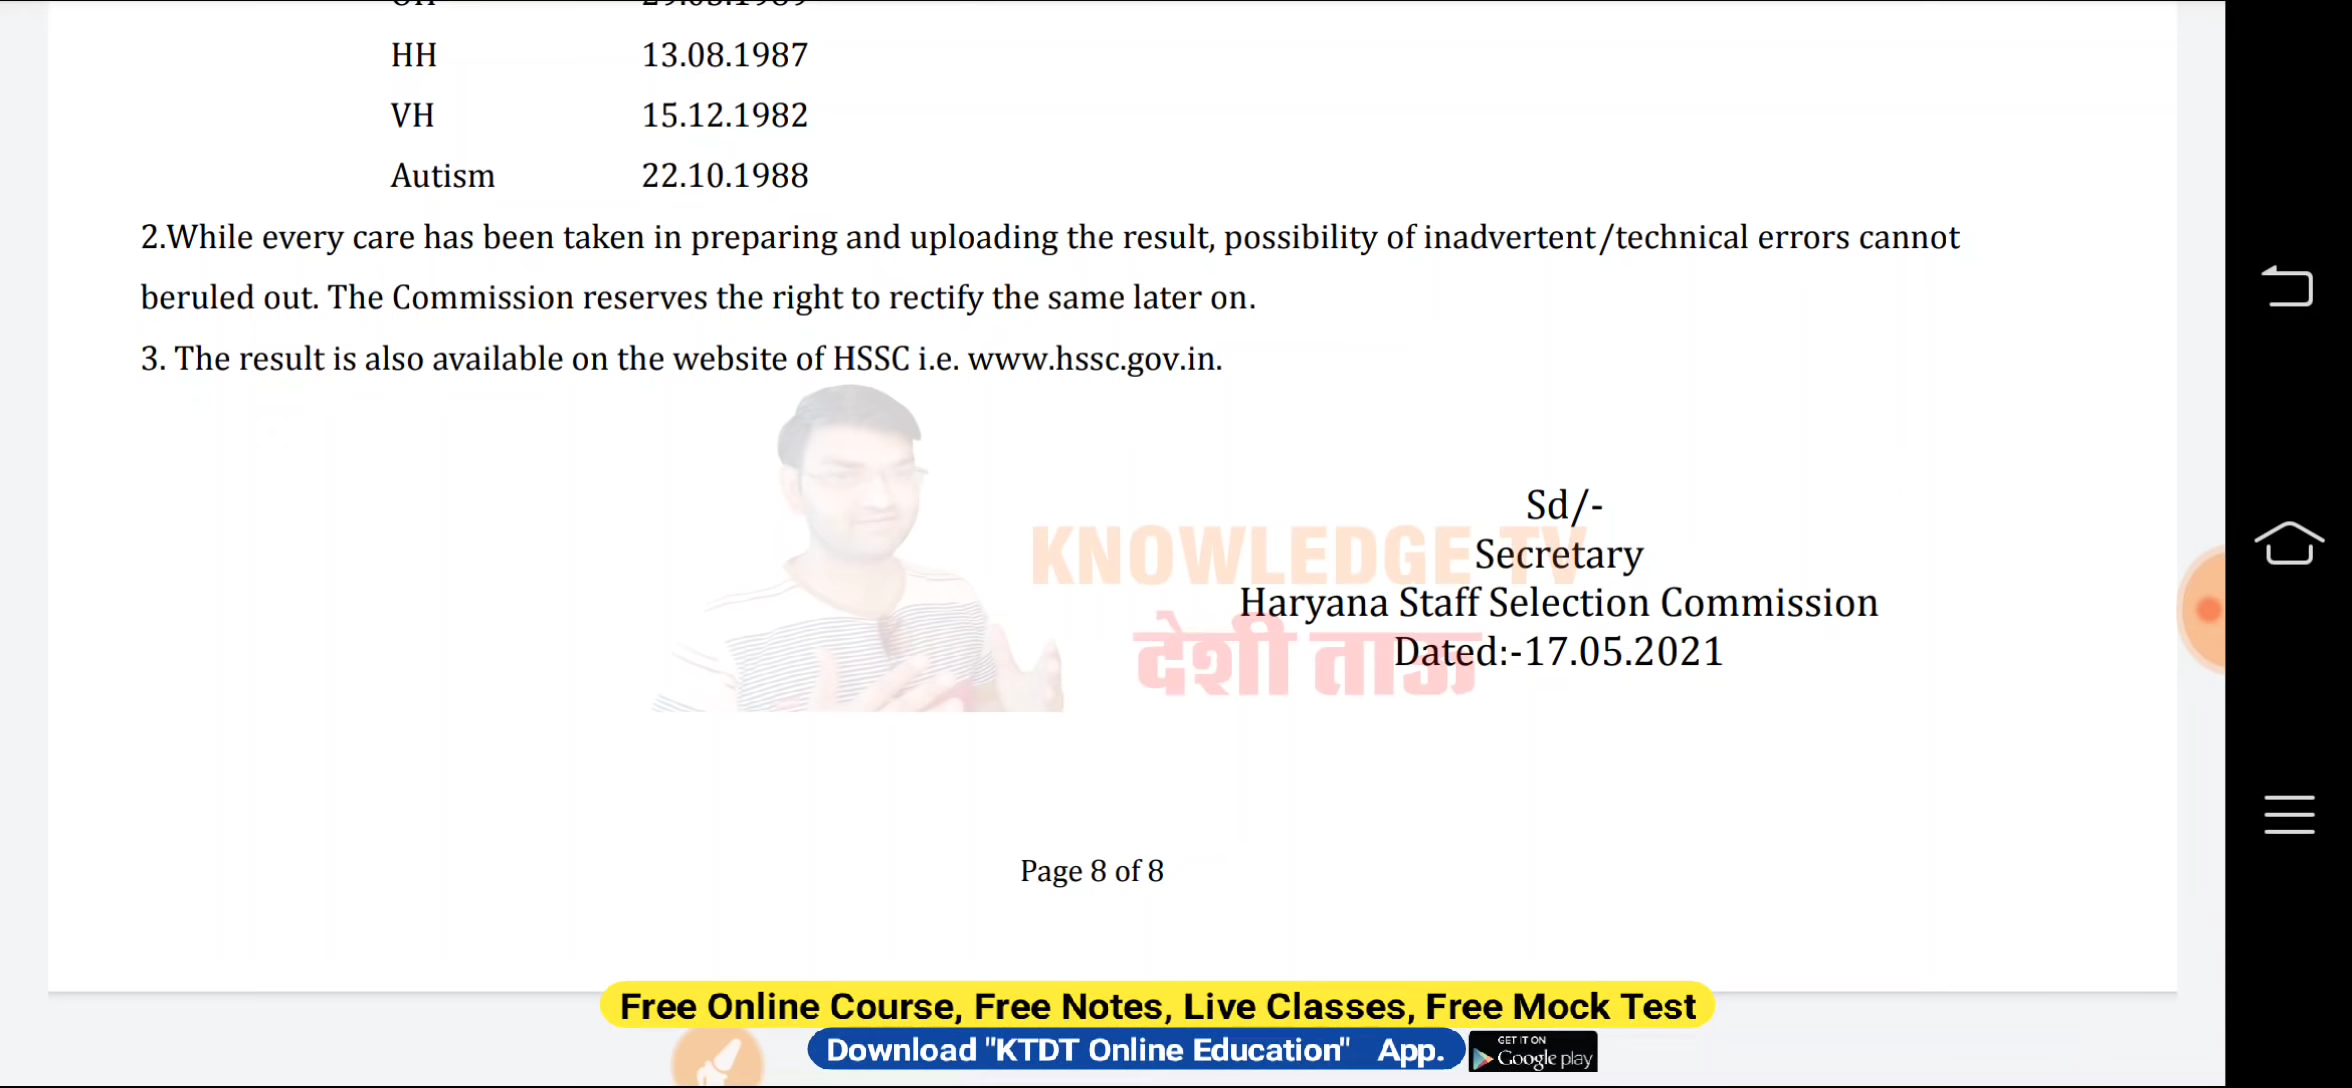 HH 13.08.1987
VH 15.12.1982
Autism 22.10.1988
2.While every care has been taken in preparing and uploading the result, possibility of inadvertent/technical errors cannot
beruled out. The Commission reserves the right to rectify the same later on.
3. The result is also available on the website of HSSC i.e. www.hssc.gov.in.
Sd/-
KNOWLEDGE TV
Secretary
Haryana Staff Selection Commission
देशी ताऊ
Dated:-17.05.2021
Page 8 of 8
Free Online Course, Free Notes, Live Classes, Free Mock Test
Download "KTDT Online Education" App.
GET IT ON
Google play